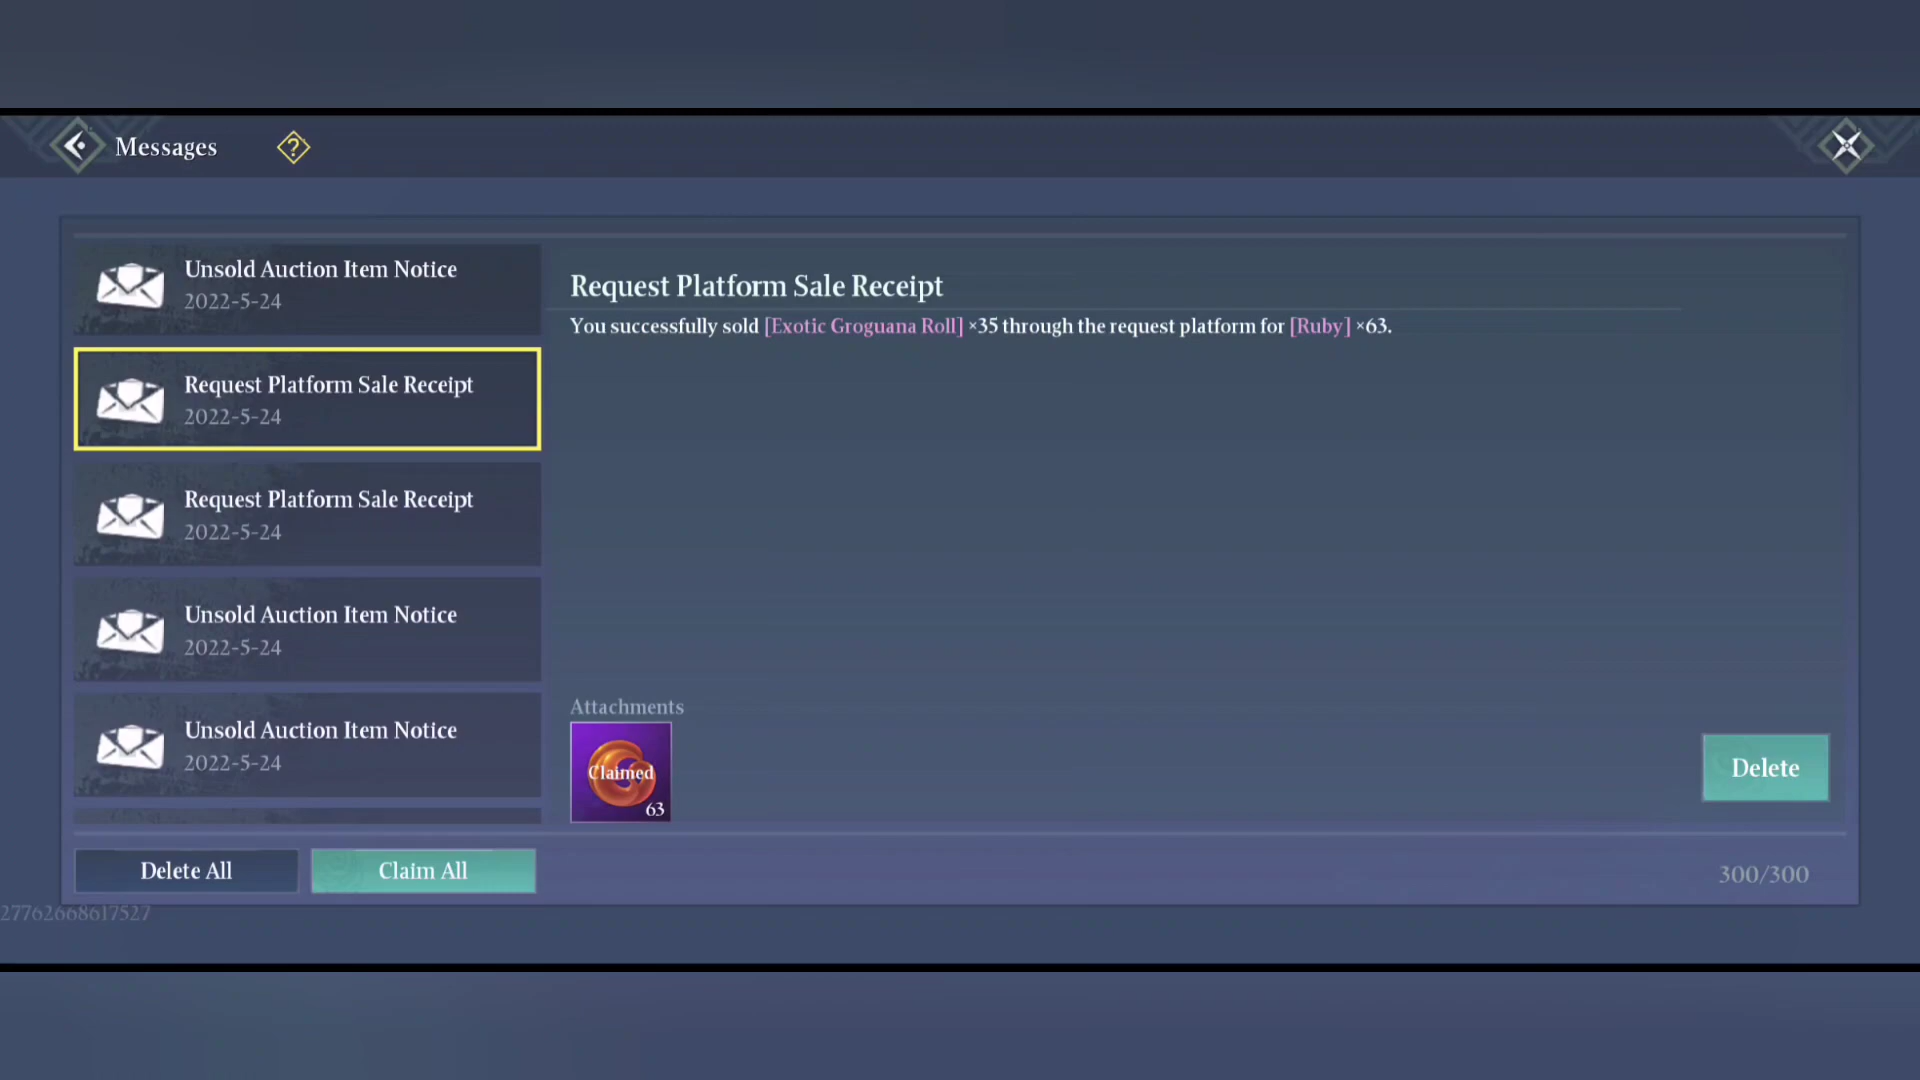 Messages
?
Unsold Auction Item Notice
2022-5-24
Request Platform Sale Receipt
2022-5-24
Request Platform Sale Receipt
2022-5-24
Unsold Auction Item Notice
2022-5-24
Unsold Auction Item Notice
2022-5-24
Request Platform Sale Receipt
You successfully sold [Exotic Groguana Roll] ×35 through the request platform for [Ruby] ×63.
Attachments
Claimed
63
Delete
Delete All
Claim All
300/300
27762668617527